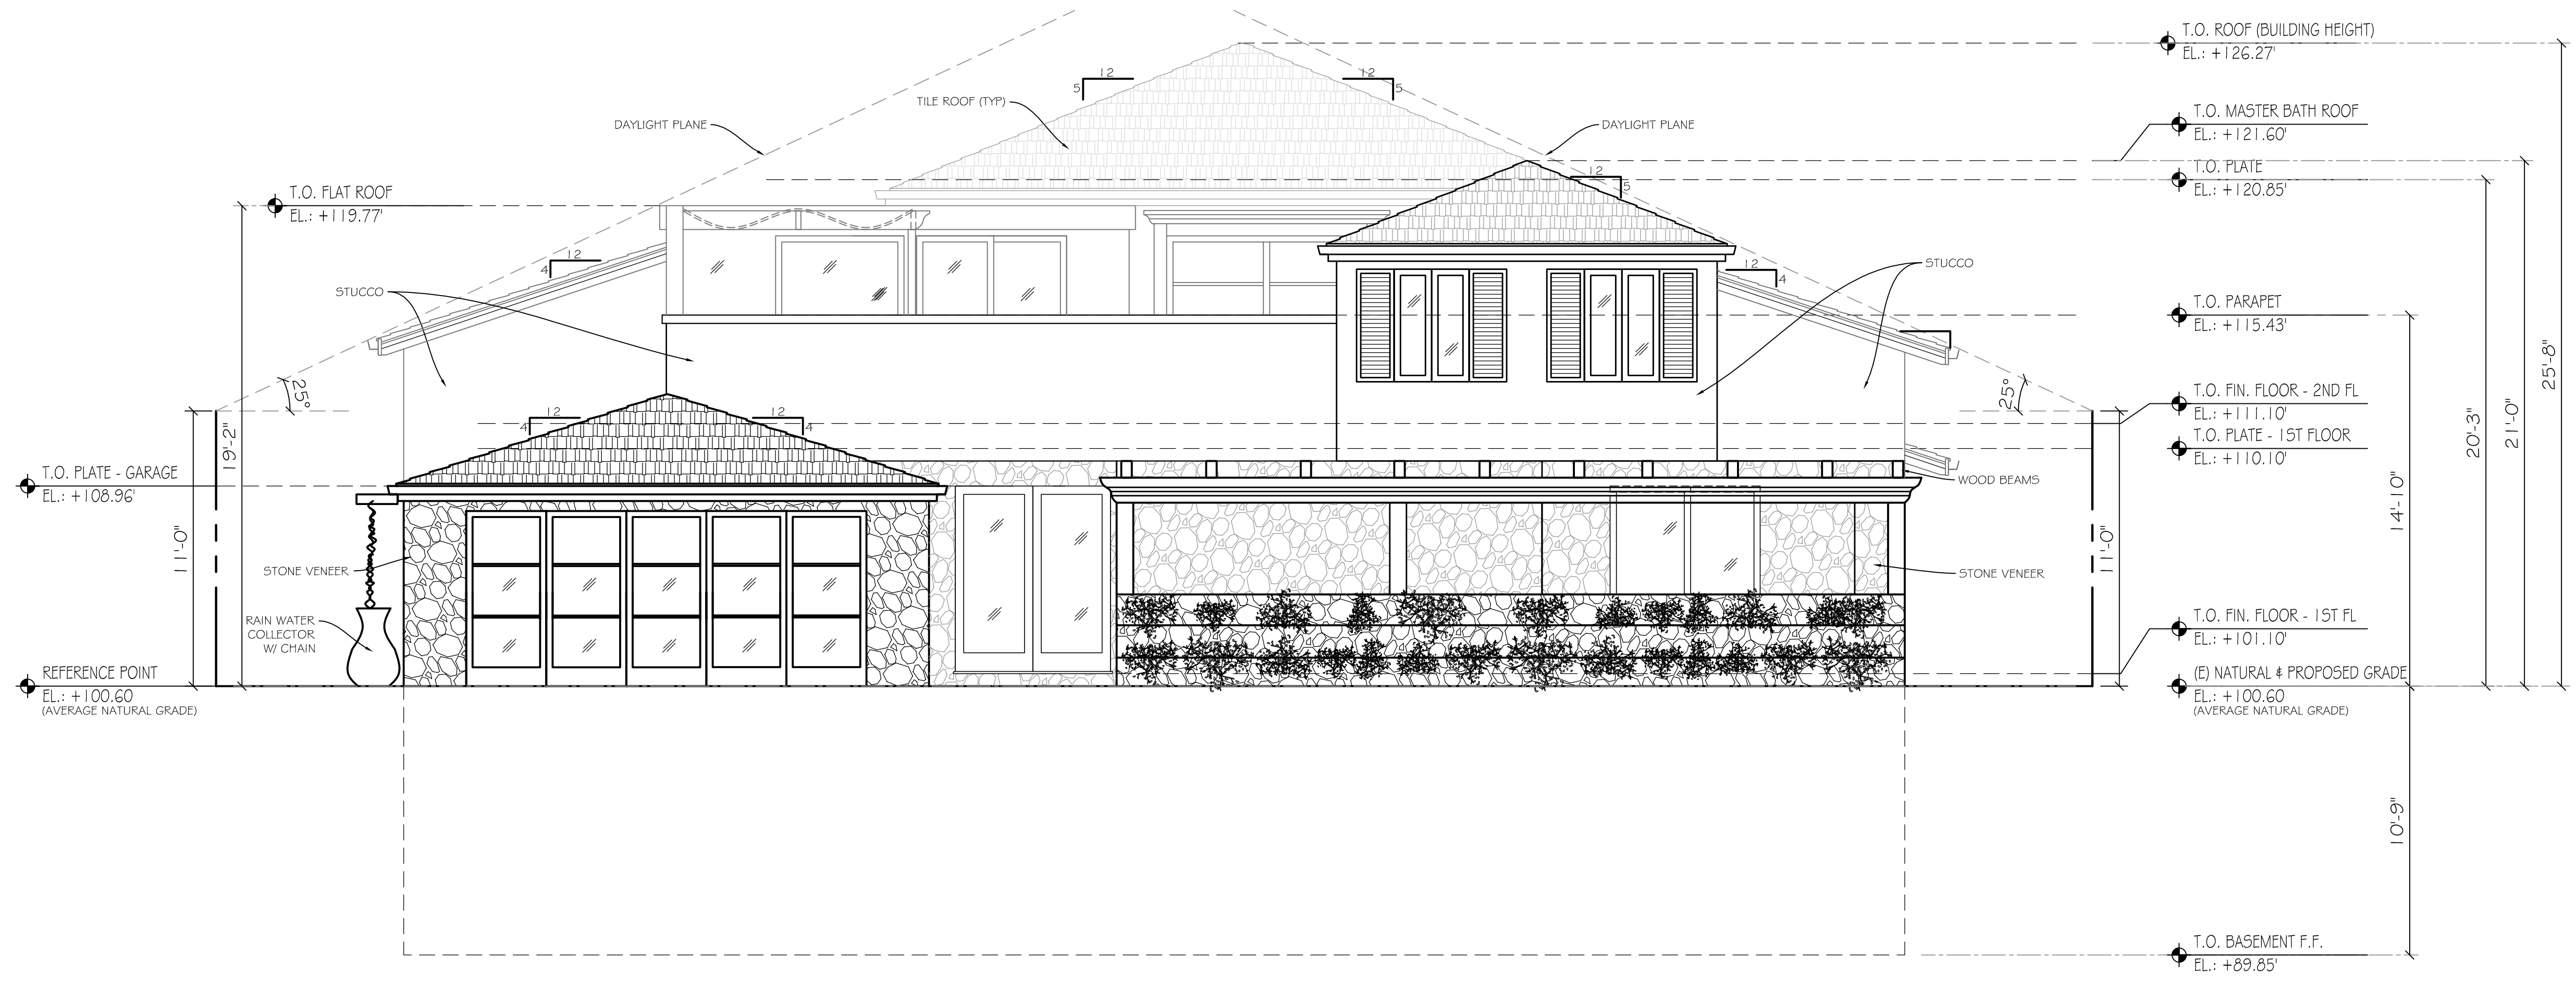 T.O. ROOF (BUILDING HEIGHT)
EL.: +126.27'
12
5
12
5
TILE ROOF (TYP)
DAYLIGHT PLANE
DAYLIGHT PLANE
T.O. MASTER BATH ROOF
EL.: +121.60'
T.O. PLATE
EL.: +120.85'
12
5
T.O. FLAT ROOF
EL.: +119.77'
12
4
12
4
STUCCO
STUCCO
T.O. PARAPET
EL.: +115.43'
25'-8"
25°
25°
T.O. FIN. FLOOR - 2ND FL
EL.: +111.10'
T.O. PLATE - 1ST FLOOR
EL.: +110.10'
12
4
12
4
19'-2"
20'-3"
21'-0"
T.O. PLATE - GARAGE
EL.: +108.96'
WOOD BEAMS
14'-10"
11'-0"
11'-0"
STONE VENEER
STONE VENEER
RAIN WATER
COLLECTOR
W/ CHAIN
T.O. FIN. FLOOR - 1ST FL
EL.: +101.10'
REFERENCE POINT
EL.: +100.60
(AVERAGE NATURAL GRADE)
(E) NATURAL & PROPOSED GRADE
EL.: +100.60
(AVERAGE NATURAL GRADE)
10'-9"
T.O. BASEMENT F.F.
EL.: +89.85'